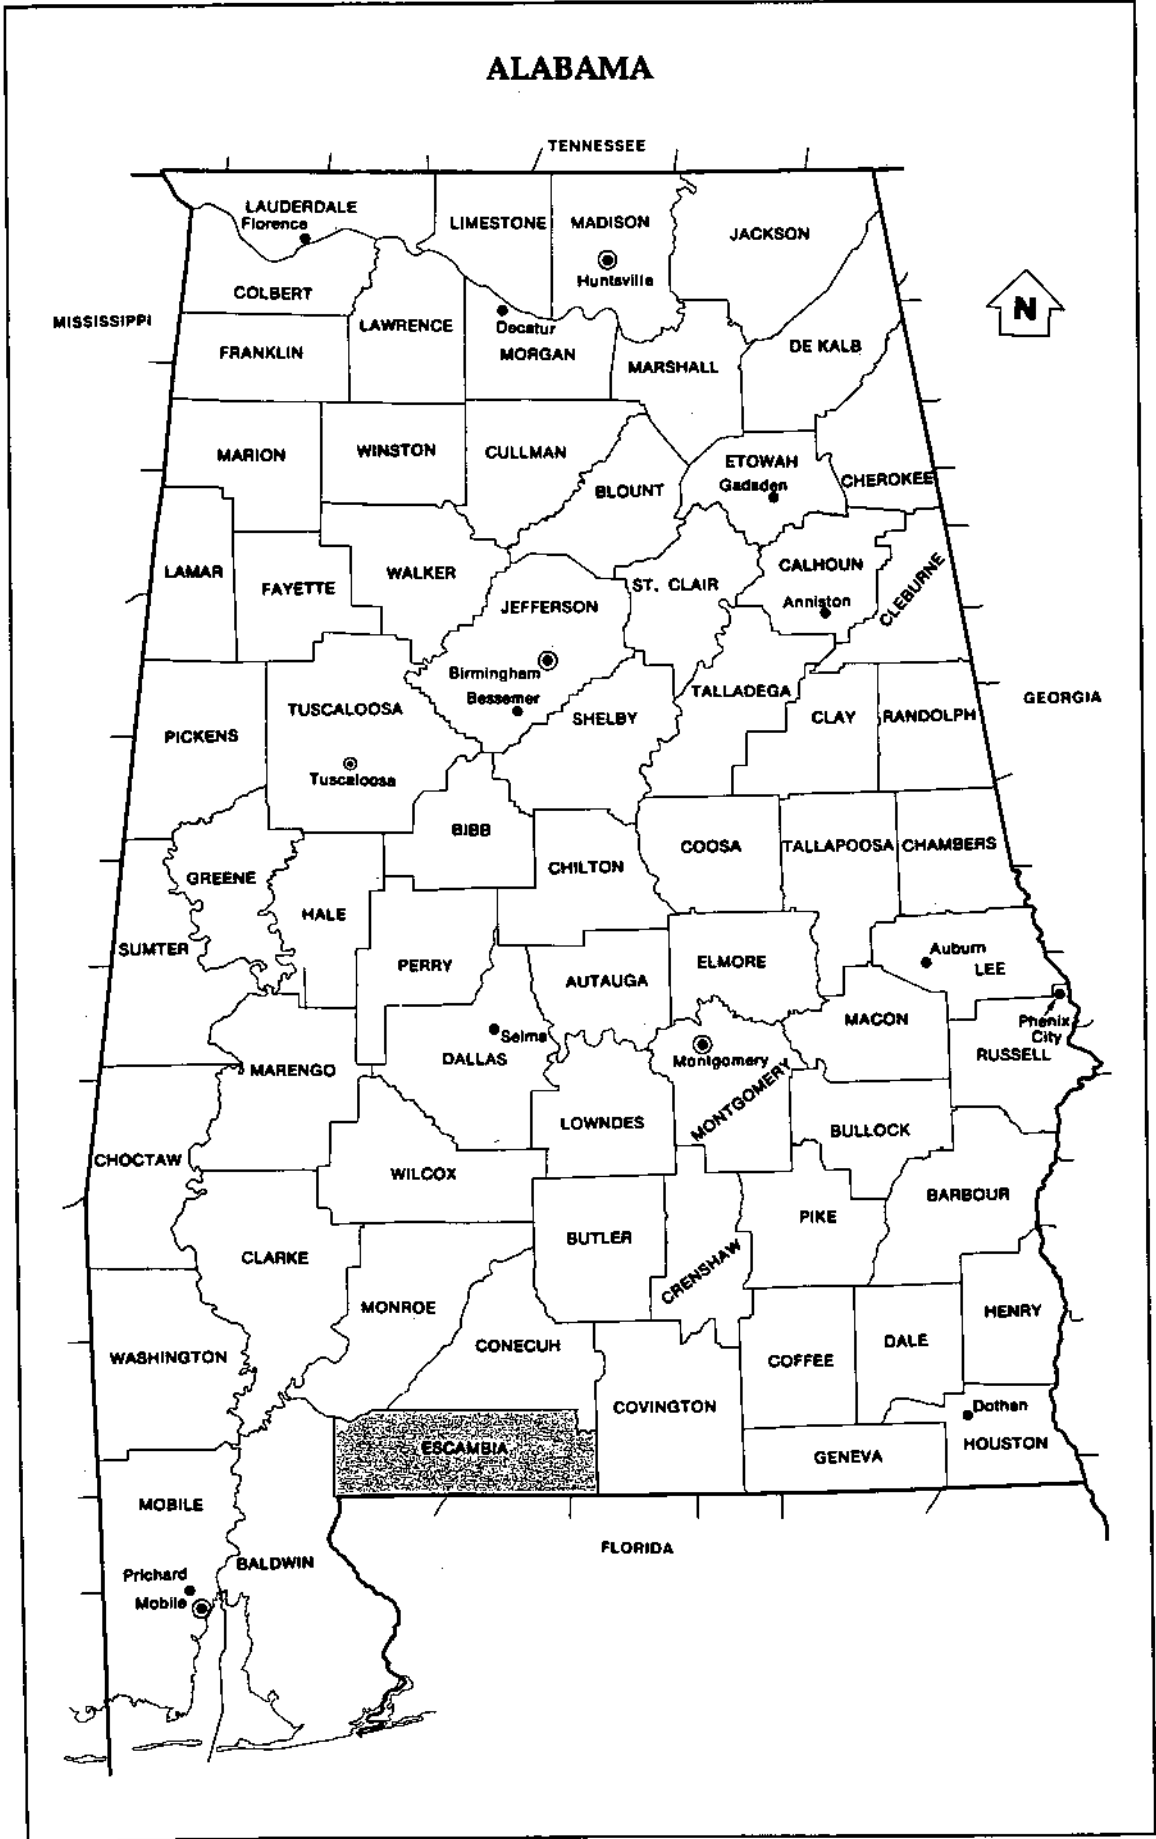 ALABAMA
TENNESSEE
LAUDERDALE
Florence
LIMESTONE
MADISON
Huntsville
JACKSON
COLBERT
MISSISSIPPI
LAWRENCE
Decatur
MORGAN
FRANKLIN
MARSHALL
DE KALB
N
MARION
WINSTON
CULLMAN
BLOUNT
ETOWAH
Gadsden
CHEROKEE
LAMAR
FAYETTE
WALKER
JEFFERSON
ST. CLAIR
CALHOUN
Anniston
CLEBURNE
Birmingham
Bessemer
TUSCALOOSA
Tuscaloosa
PICKENS
SHELBY
TALLADEGA
CLAY
RANDOLPH
GEORGIA
BIBB
GREENE
HALE
CHILTON
COOSA
TALLAPOOSA
CHAMBERS
SUMTER
PERRY
AUTAUGA
ELMORE
Auburn
LEE
Phenix
City
RUSSELL
MACON
Selma
DALLAS
Montgomery
MONTGOMERY
MARENGO
LOWNDES
BULLOCK
CHOCTAW
WILCOX
BARBOUR
CLARKE
BUTLER
CRENSHAW
PIKE
MONROE
CONECUH
HENRY
DALE
COFFEE
WASHINGTON
COVINGTON
Dothan
HOUSTON
ESCAMBIA
GENEVA
MOBILE
FLORIDA
BALDWIN
Prichard
Mobile